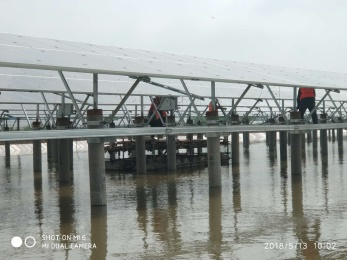 SHOT ON MI 6
MI DUAL CAMERA
2018/5/13 10:02